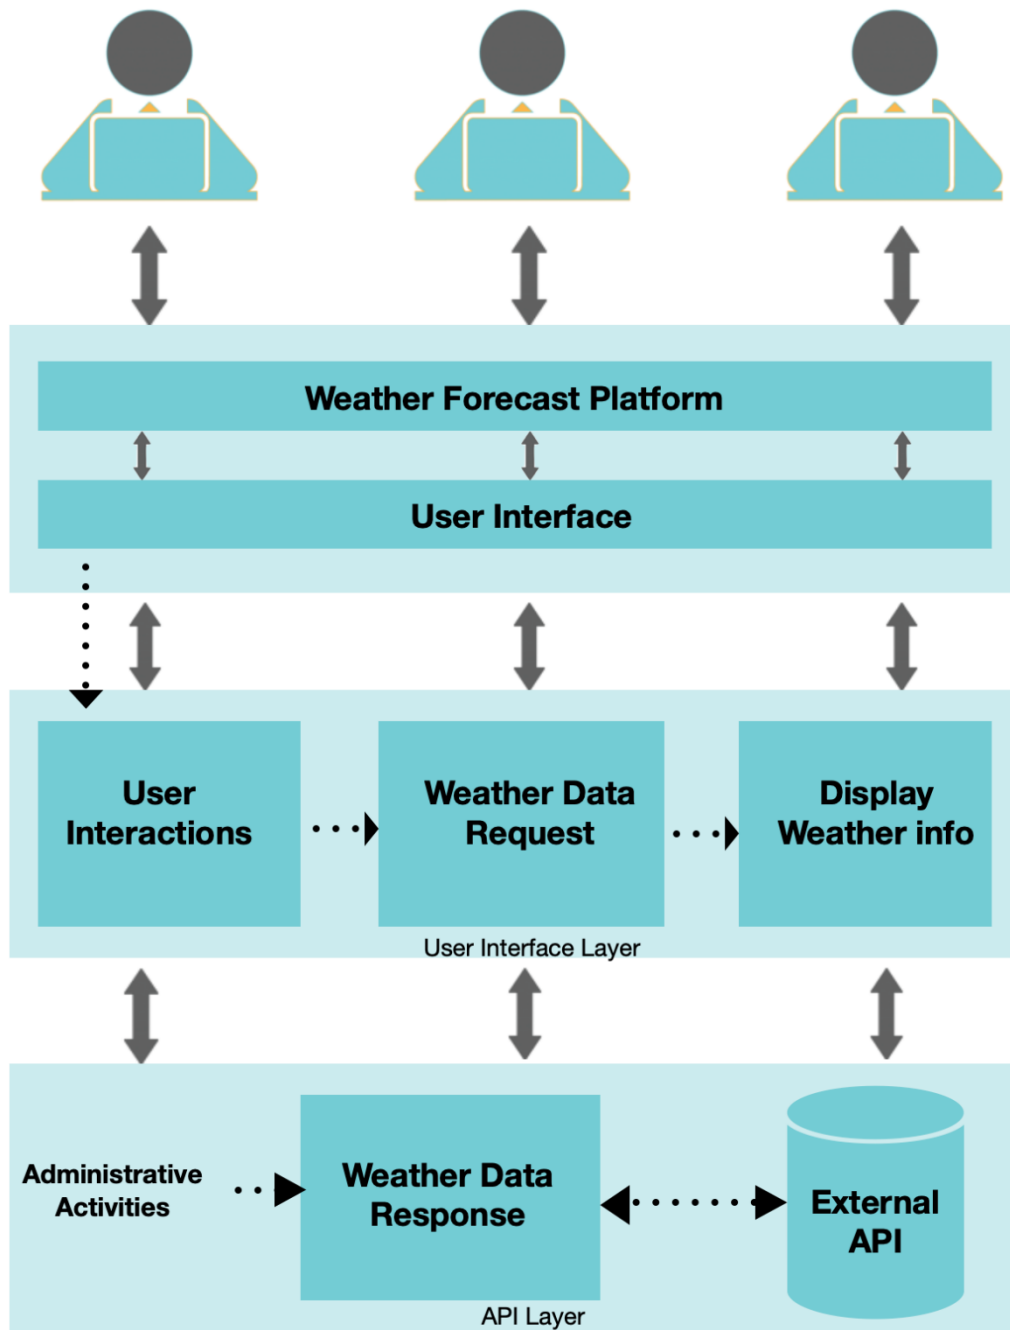 Weather Forecast Platform
User Interface
User
Interactions
Weather Data
Request
Display
Weather info
User Interface Layer
Administrative
Activities
Weather Data
Response
External
API
API Layer